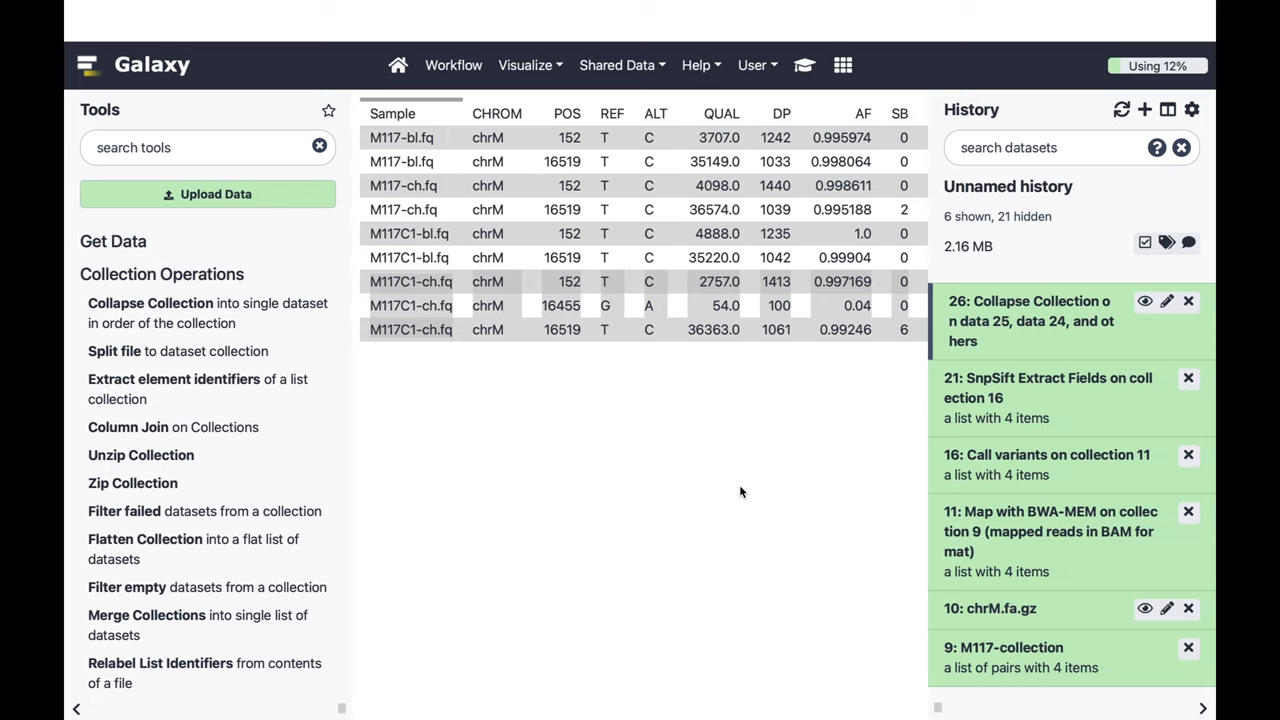 Galaxy
Workflow Visualize Shared Data Help User Using 12%
Tools
search tools
Upload Data
Get Data
Collection Operations
Collapse Collection into single dataset
in order of the collection
Split file to dataset collection
Extract element identifiers of a list
collection
Column Join on Collections
Unzip Collection
Zip Collection
Filter failed datasets from a collection
Flatten Collection into a flat list of
datasets
Filter empty datasets from a collection
Merge Collections into single list of
datasets
Relabel List Identifiers from contents
of a file
Sample CHROM POS REF ALT QUAL DP AF SB
M117-bl.fq chrM 152 T C 3707.0 1242 0.995974 0
M117-bl.fq chrM 16519 T C 35149.0 1033 0.998064 0
M117-ch.fq chrM 152 T C 4098.0 1440 0.998611 0
M117-ch.fq chrM 16519 T C 36574.0 1039 0.995188 2
M117C1-bl.fq chrM 152 T C 4888.0 1235 1.0 0
M117C1-bl.fq chrM 16519 T C 35220.0 1042 0.99904 0
M117C1-ch.fq chrM 152 T C 2757.0 1413 0.997169 0
M117C1-ch.fq chrM 16455 G A 54.0 100 0.04 0
M117C1-ch.fq chrM 16519 T C 36363.0 1061 0.99246 6
History
search datasets
Unnamed history
6 shown, 21 hidden
2.16 MB
26: Collapse Collection o
n data 25, data 24, and ot
hers
21: SnpSift Extract Fields on coll
ection 16
a list with 4 items
16: Call variants on collection 11
a list with 4 items
11: Map with BWA-MEM on collec
tion 9 (mapped reads in BAM for
mat)
a list with 4 items
10: chrM.fa.gz
9: M117-collection
a list of pairs with 4 items